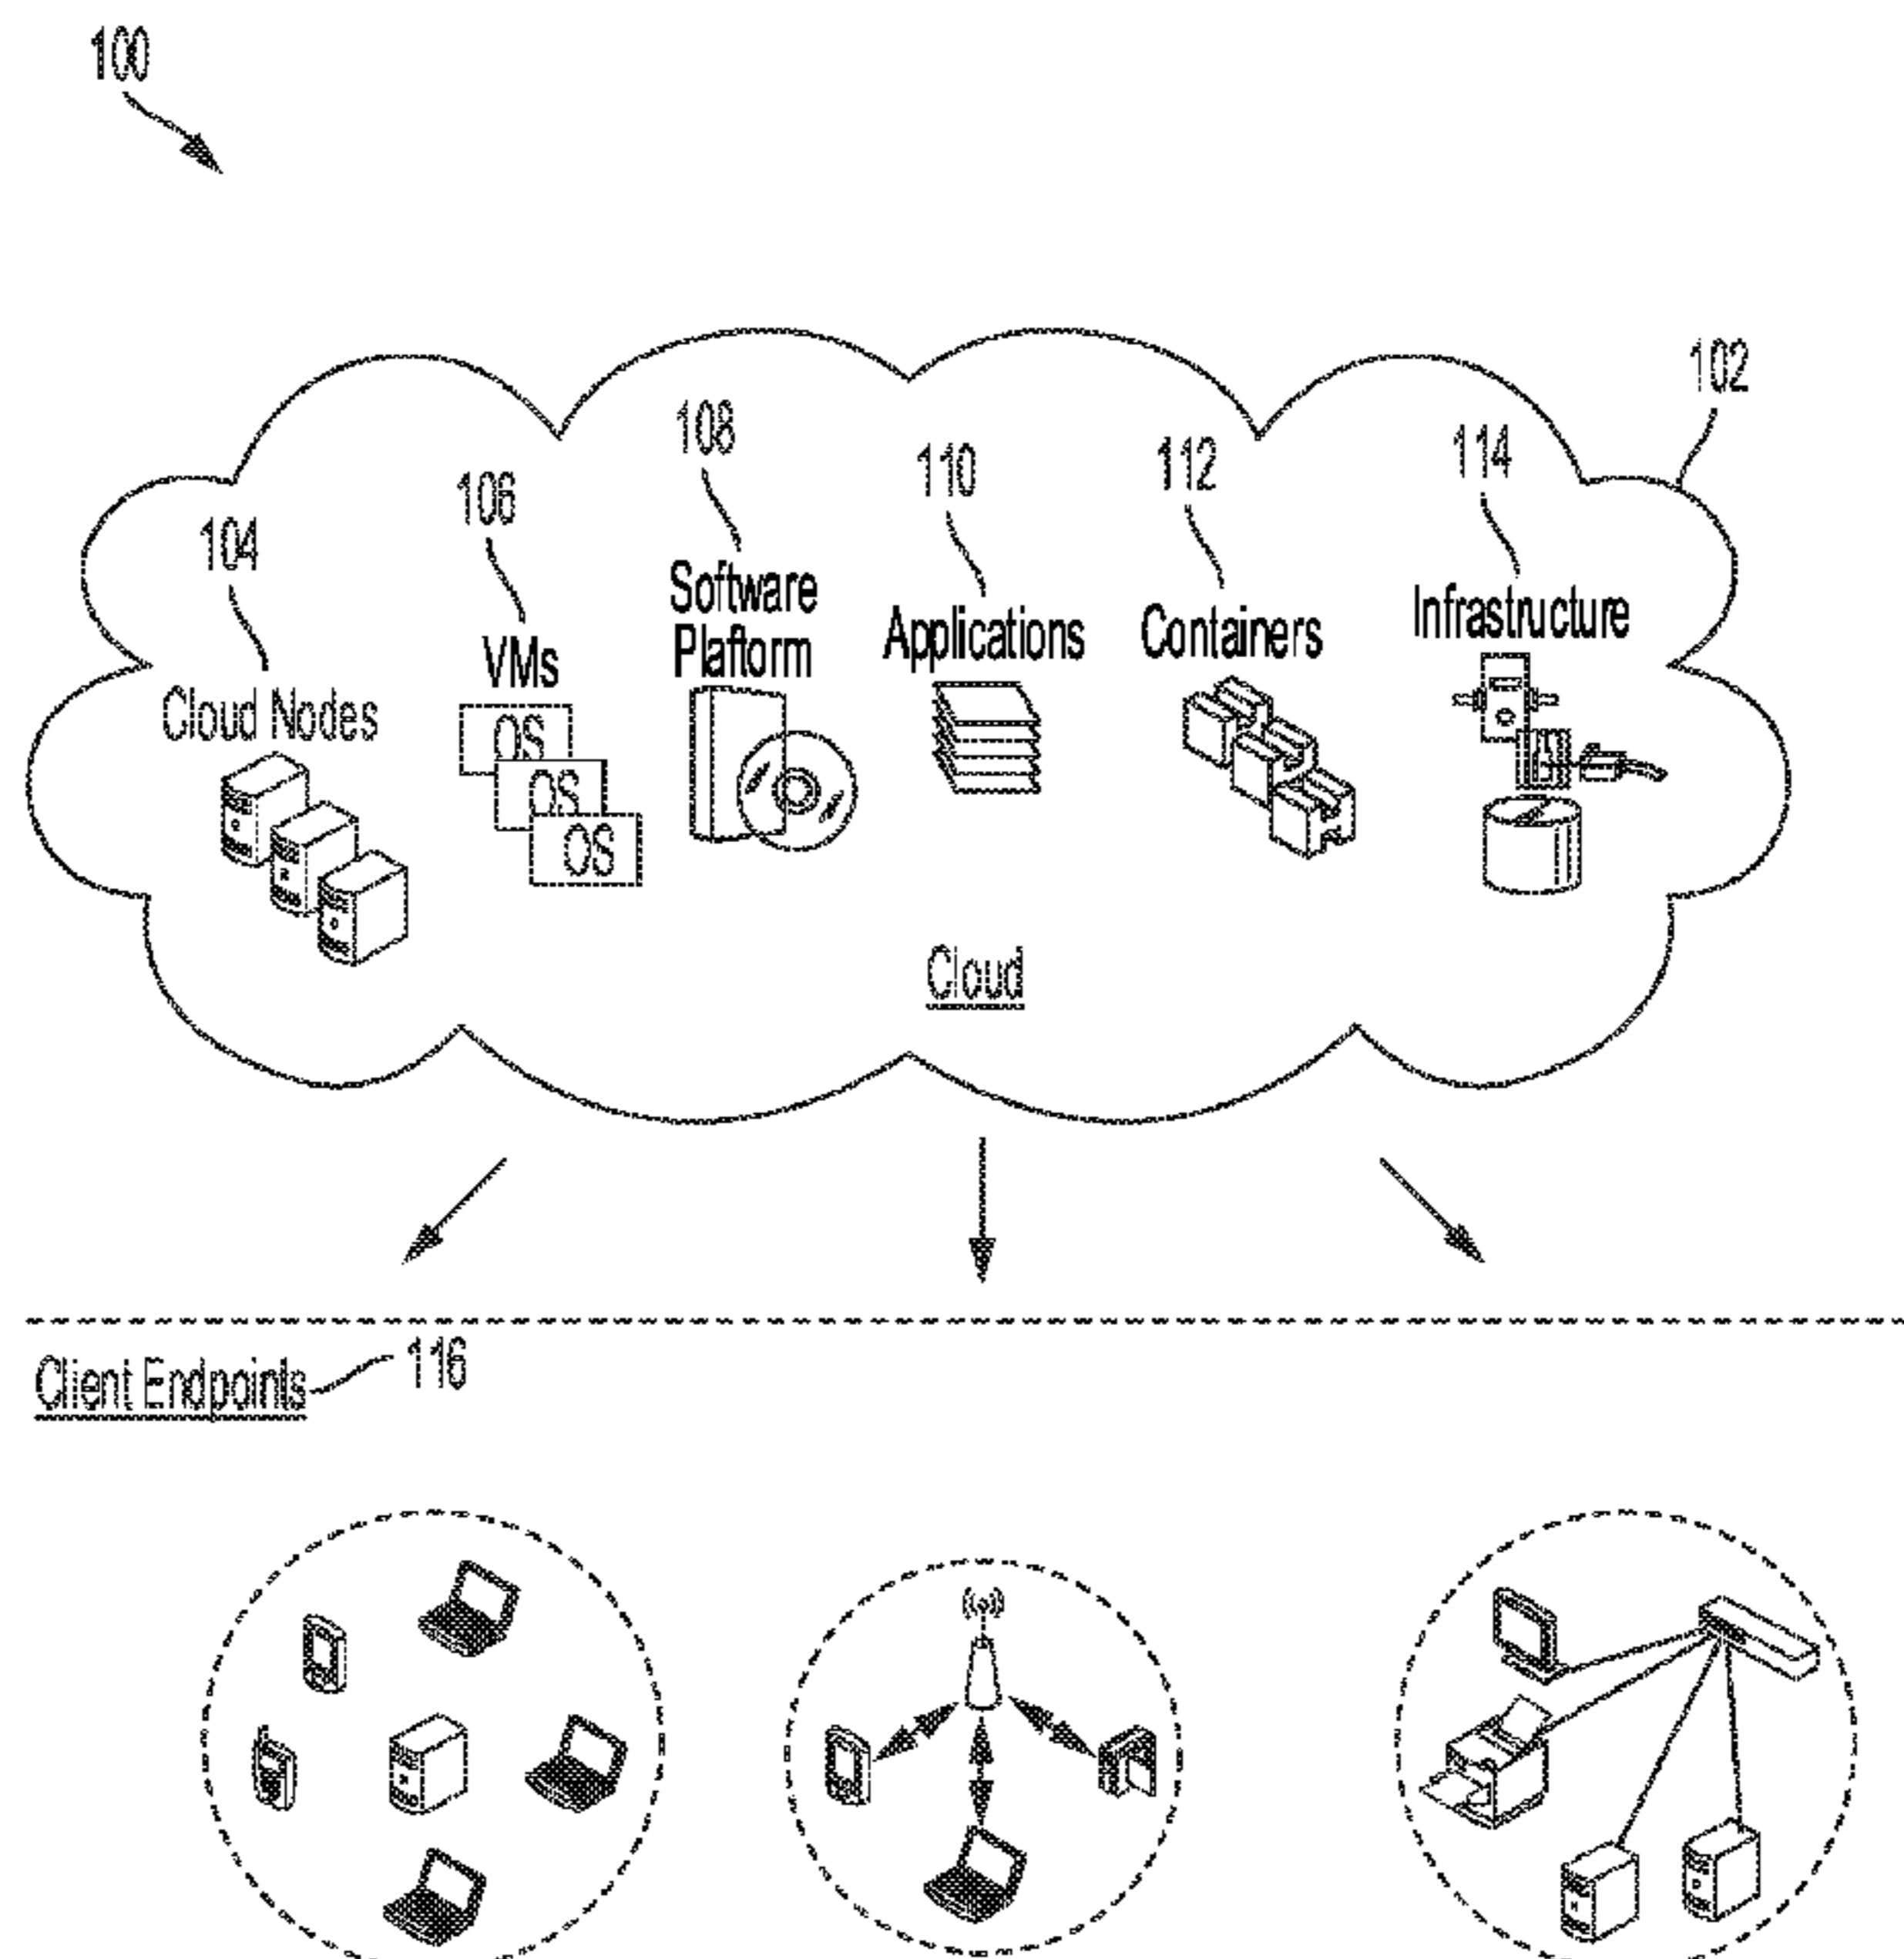 100
102
108
114
110
112
106
104
Software
Plaftorm
Applications
Containers
Infrastructure
VMs
Cloud Nodes
OS
OS
OS
Cloud
Client Endpoints
116